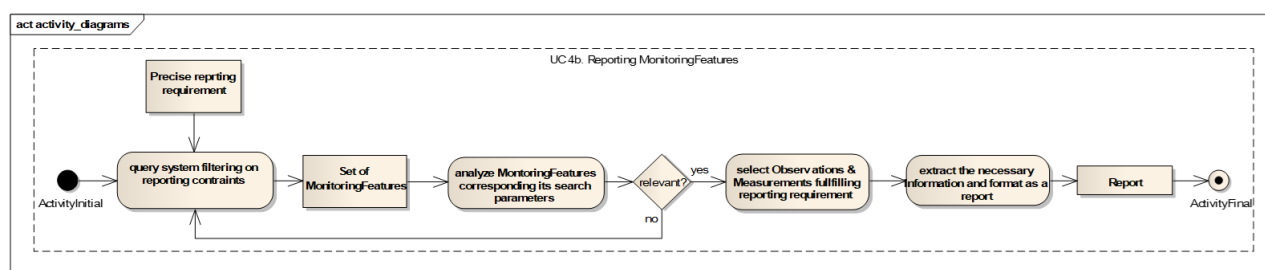 act activity_diagrams
UC 4b. Reporting MonitoringFeatures
Precise reprting
requirement
query system filtering on
reporting contraints
ActivityInitial
Set of
MonitoringFeatures
analyze MontoringFeatures
corresponding its search
parameters
relevant?
yes
no
select Observations &
Measurements fullfilling
reporting requirement
extract the necessary
Information and format as a
report
Report
ActivityFinal